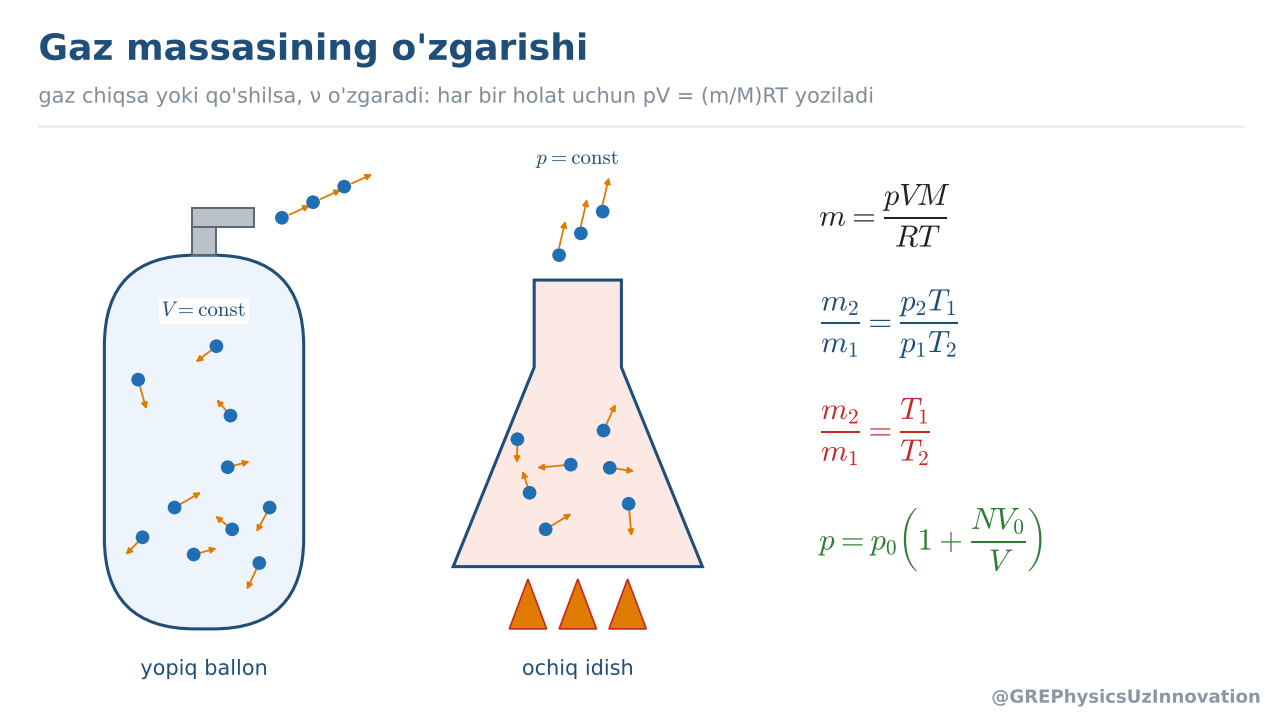 Gaz massasining o'zgarishi
gaz chiqsa yoki qo'shilsa, ν o'zgaradi: har bir holat uchun pV = (m/M)RT yoziladi
p = const
V = const
m = pVM / RT
m₂/m₁ = p₂T₁/p₁T₂
m₂/m₁ = T₁/T₂
p = p₀(1 + NV₀/V)
yopiq ballon
ochiq idish
@GREPhysicsUzInnovation